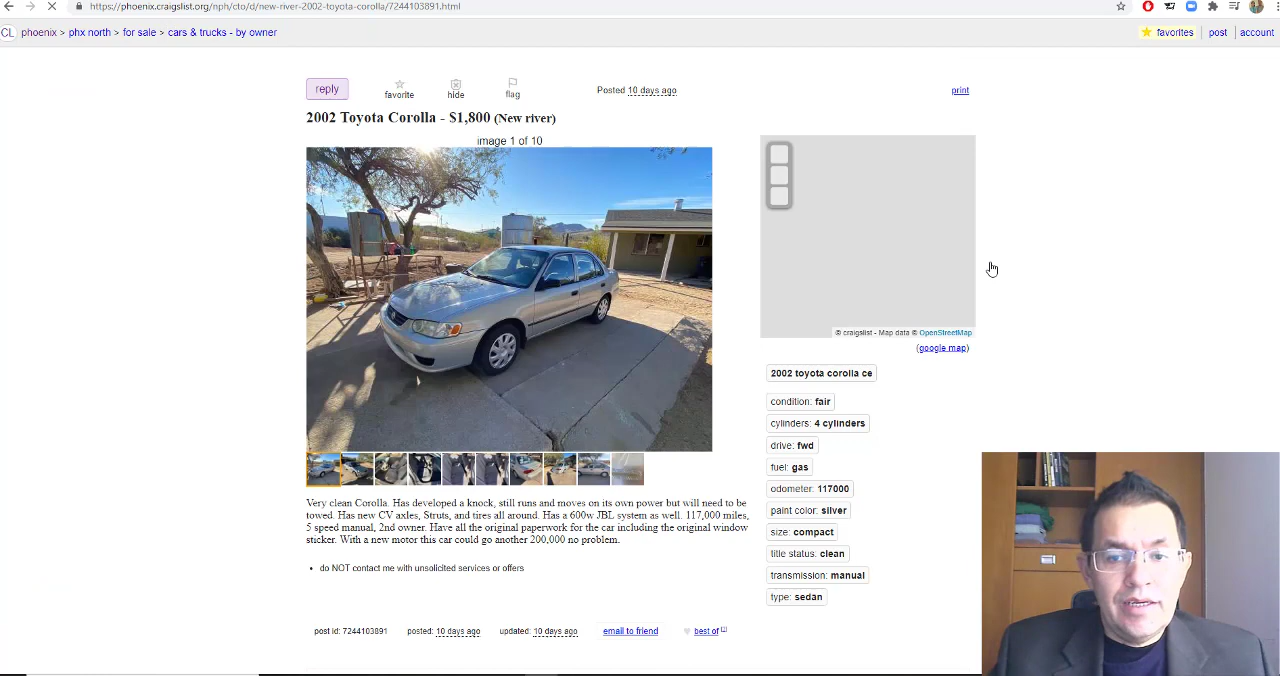 https://phoenix.craigslist.org/nph/cto/d/new-river-2002-toyota-corolla/7244103891.html
CL phoenix > phx north > for sale > cars & trucks - by owner
favorites post account
reply
favorite
hide
flag
Posted 10 days ago
print
2002 Toyota Corolla - $1,800 (New river)
image 1 of 10
© craigslist - Map data © OpenStreetMap
(google map)
2002 toyota corolla ce
condition: fair
cylinders: 4 cylinders
drive: fwd
fuel: gas
odometer: 117000
paint color: silver
size: compact
title status: clean
transmission: manual
type: sedan
Very clean Corolla. Has developed a knock, still runs and moves on its own power but will need to be
towed. Has new CV axles, Struts, and tires all around. Has a 600w JBL system as well. 117,000 miles,
5 speed manual, 2nd owner. Have all the original paperwork for the car including the original window
sticker. With a new motor this car could go another 200,000 no problem.
• do NOT contact me with unsolicited services or offers
post id: 7244103891 posted: 10 days ago updated: 10 days ago email to friend best of [?]